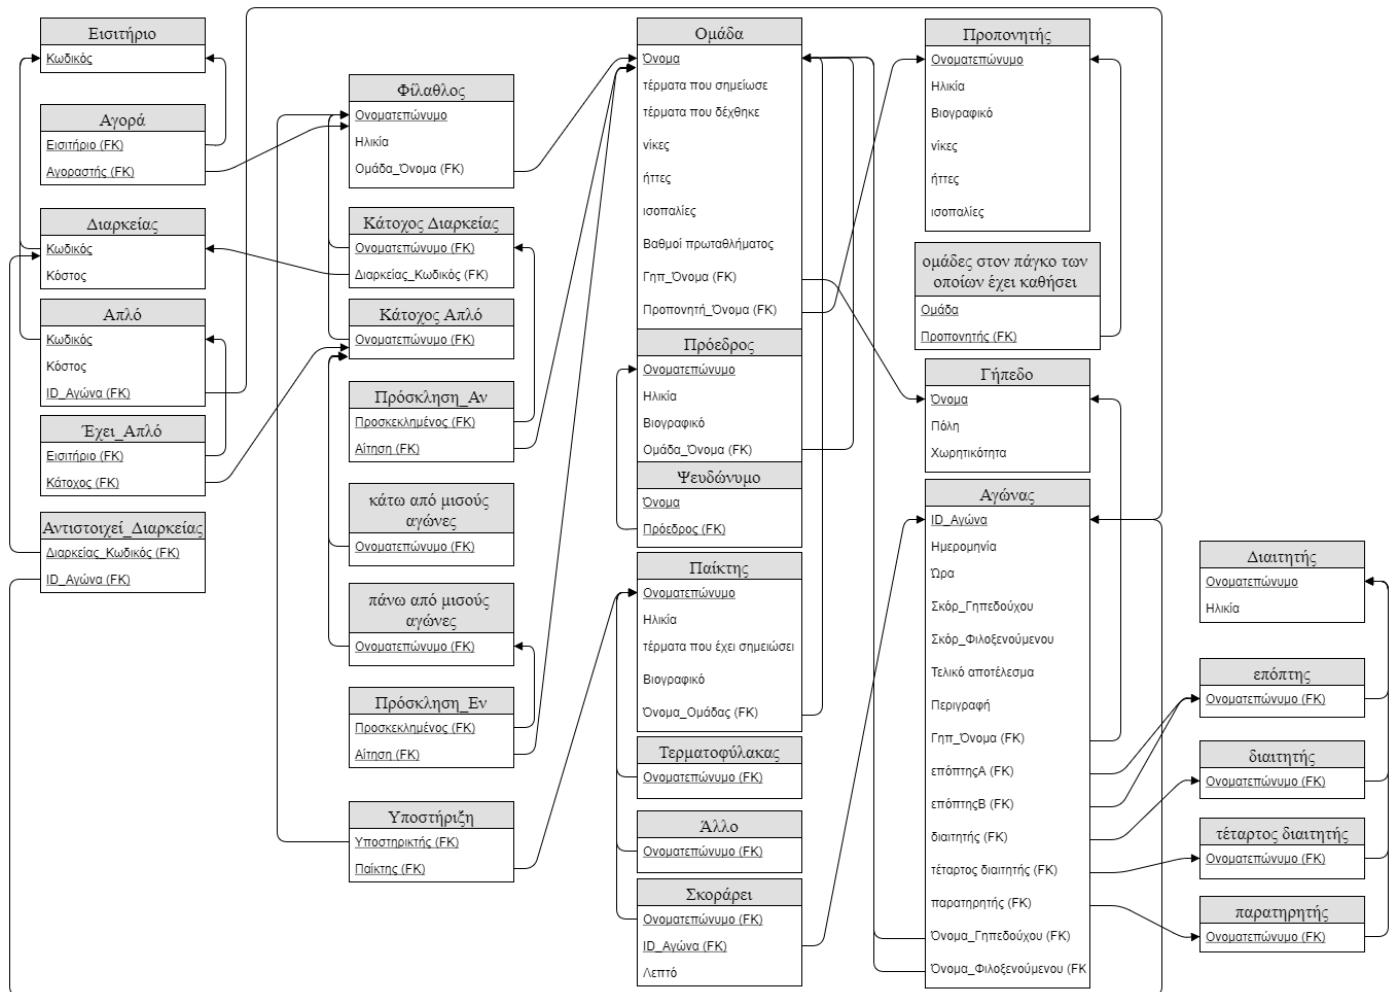 Εισιτήριο
Κωδικός
Αγορά
Εισιτήριο (FK)
Αγοραστής (FK)
Διαρκείας
Κωδικός
Κόστος
Απλό
Κωδικός
Κόστος
ID_Αγώνα (FK)
Έχει_Απλό
Εισιτήριο (FK)
Κάτοχος (FK)
Αντιστοιχεί_Διαρκείας
Διαρκείας_Κωδικός (FK)
ID_Αγώνα (FK)
Φίλαθλος
Ονοματεπώνυμο
Ηλικία
Ομάδα_Όνομα (FK)
Κάτοχος Διαρκείας
Ονοματεπώνυμο (FK)
Διαρκείας_Κωδικός (FK)
Κάτοχος Απλό
Ονοματεπώνυμο (FK)
Πρόσκληση_Αν
Προσκεκλημένος (FK)
Αίτηση (FK)
κάτω από μισούς
αγώνες
Ονοματεπώνυμο (FK)
πάνω από μισούς
αγώνες
Ονοματεπώνυμο (FK)
Πρόσκληση_Εν
Προσκεκλημένος (FK)
Αίτηση (FK)
Υποστήριξη
Υποστηρικτής (FK)
Παίκτης (FK)
Ομάδα
Όνομα
τέρματα που σημείωσε
τέρματα που δέχθηκε
νίκες
ήττες
ισοπαλίες
Βαθμοί πρωταθλήματος
Γηπ_Όνομα (FK)
Προπονητή_Όνομα (FK)
Πρόεδρος
Ονοματεπώνυμο
Ηλικία
Βιογραφικό
Ομάδα_Όνομα (FK)
Ψευδώνυμο
Όνομα
Πρόεδρος (FK)
Παίκτης
Ονοματεπώνυμο
Ηλικία
τέρματα που έχει σημειώσει
Βιογραφικό
Όνομα_Ομάδας (FK)
Τερματοφύλακας
Ονοματεπώνυμο (FK)
Άλλο
Ονοματεπώνυμο (FK)
Σκοράρει
Ονοματεπώνυμο (FK)
ID_Αγώνα (FK)
Λεπτό
Προπονητής
Ονοματεπώνυμο
Ηλικία
Βιογραφικό
νίκες
ήττες
ισοπαλίες
ομάδες στον πάγκο των
οποίων έχει καθήσει
Ομάδα
Προπονητής (FK)
Γήπεδο
Όνομα
Πόλη
Χωρητικότητα
Αγώνας
ID_Αγώνα
Ημερομηνία
Ώρα
Σκόρ_Γηπεδούχου
Σκόρ_Φιλοξενούμενου
Τελικό αποτέλεσμα
Περιγραφή
Γηπ_Όνομα (FK)
επόπτηςΑ (FK)
επόπτηςΒ (FK)
διαιτητής (FK)
τέταρτος διαιτητής (FK)
παρατηρητής (FK)
Όνομα_Γηπεδούχου (FK)
Όνομα_Φιλοξενούμενου (FK
Διαιτητής
Ονοματεπώνυμο
Ηλικία
επόπτης
Ονοματεπώνυμο (FK)
διαιτητής
Ονοματεπώνυμο (FK)
τέταρτος διαιτητής
Ονοματεπώνυμο (FK)
παρατηρητής
Ονοματεπώνυμο (FK)